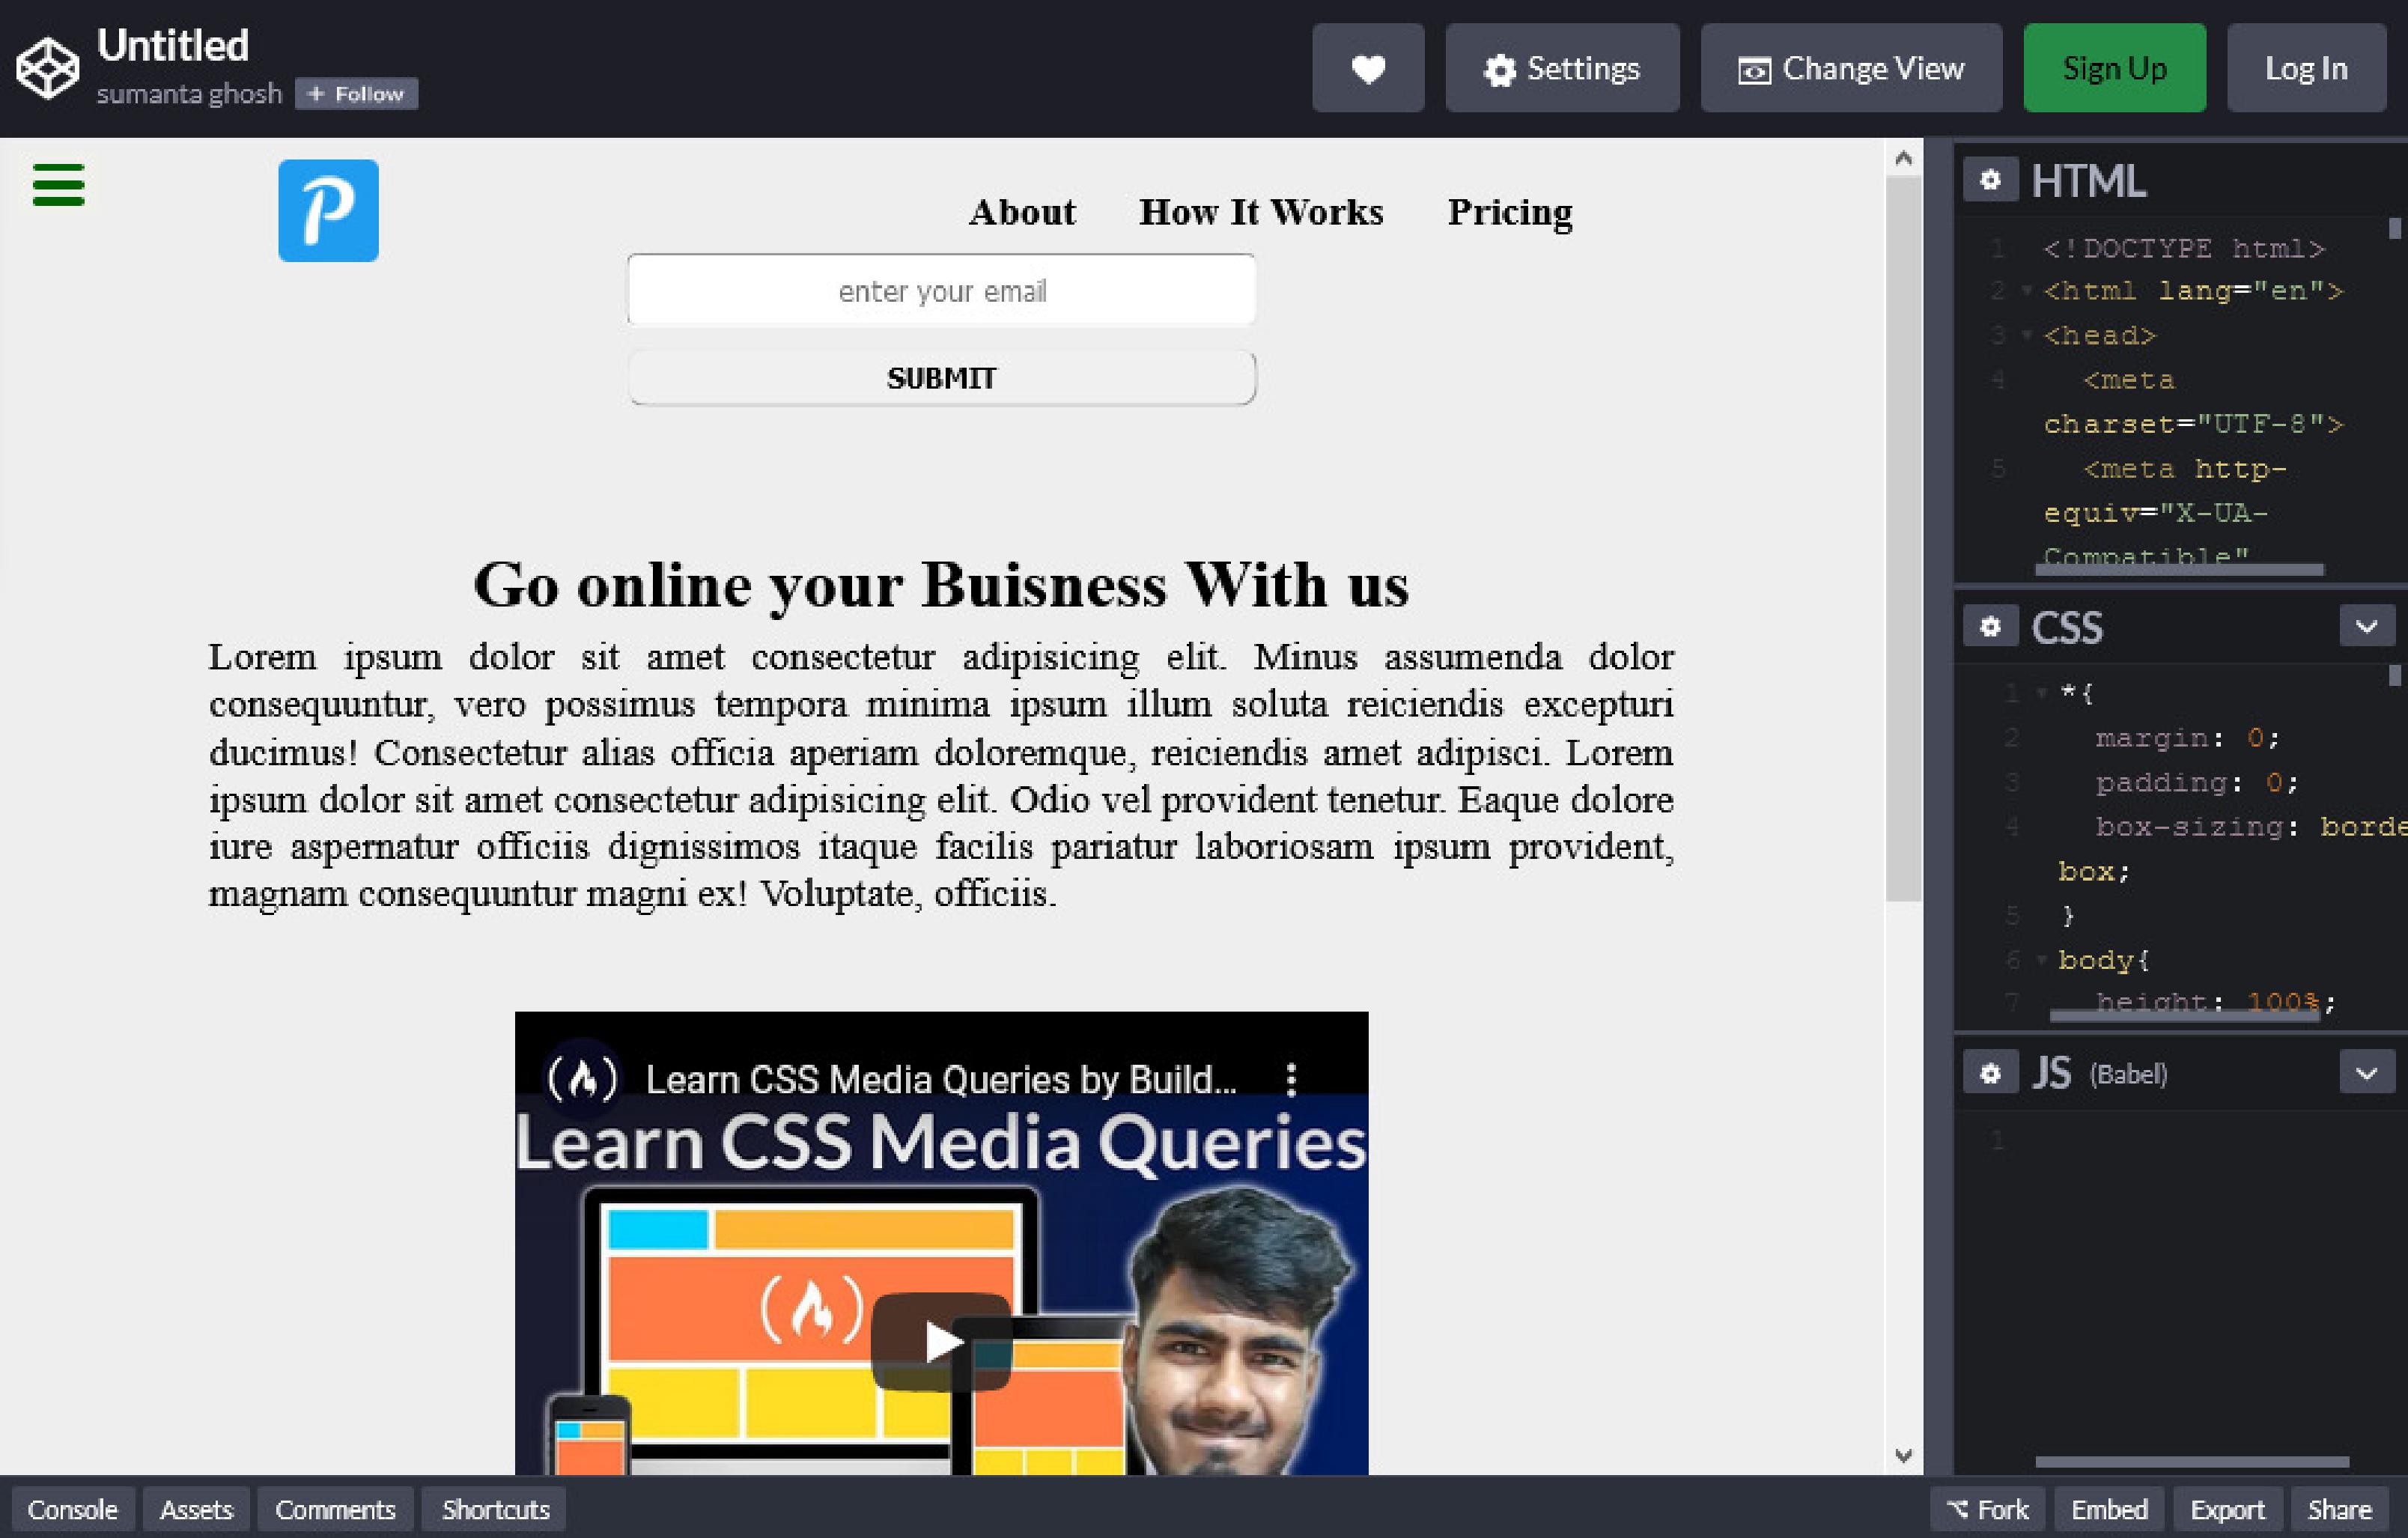 Untitled
sumanta ghosh + Follow
Settings
Change View
Sign Up
Log In
P
About How It Works Pricing
enter your email
SUBMIT
Go online your Buisness With us
Lorem ipsum dolor sit amet consectetur adipisicing elit. Minus assumenda dolor
consequuntur, vero possimus tempora minima ipsum illum soluta reiciendis excepturi
ducimus! Consectetur alias officia aperiam doloremque, reiciendis amet adipisci. Lorem
ipsum dolor sit amet consectetur adipisicing elit. Odio vel provident tenetur. Eaque dolore
iure aspernatur officiis dignissimos itaque facilis pariatur laboriosam ipsum provident,
magnam consequuntur magni ex! Voluptate, officiis.
Learn CSS Media Queries by Build...
Learn CSS Media Queries
HTML
1 <!DOCTYPE html>
2 <html lang="en">
3 <head>
4 <meta
charset="UTF-8">
5 <meta http-
equiv="X-UA-
Compatible"
CSS
1 *{
2 margin: 0;
3 padding: 0;
4 box-sizing: borde
box;
5 }
6 body{
7 height: 100%;
JS (Babel)
1
Console Assets Comments Shortcuts
Fork Embed Export Share